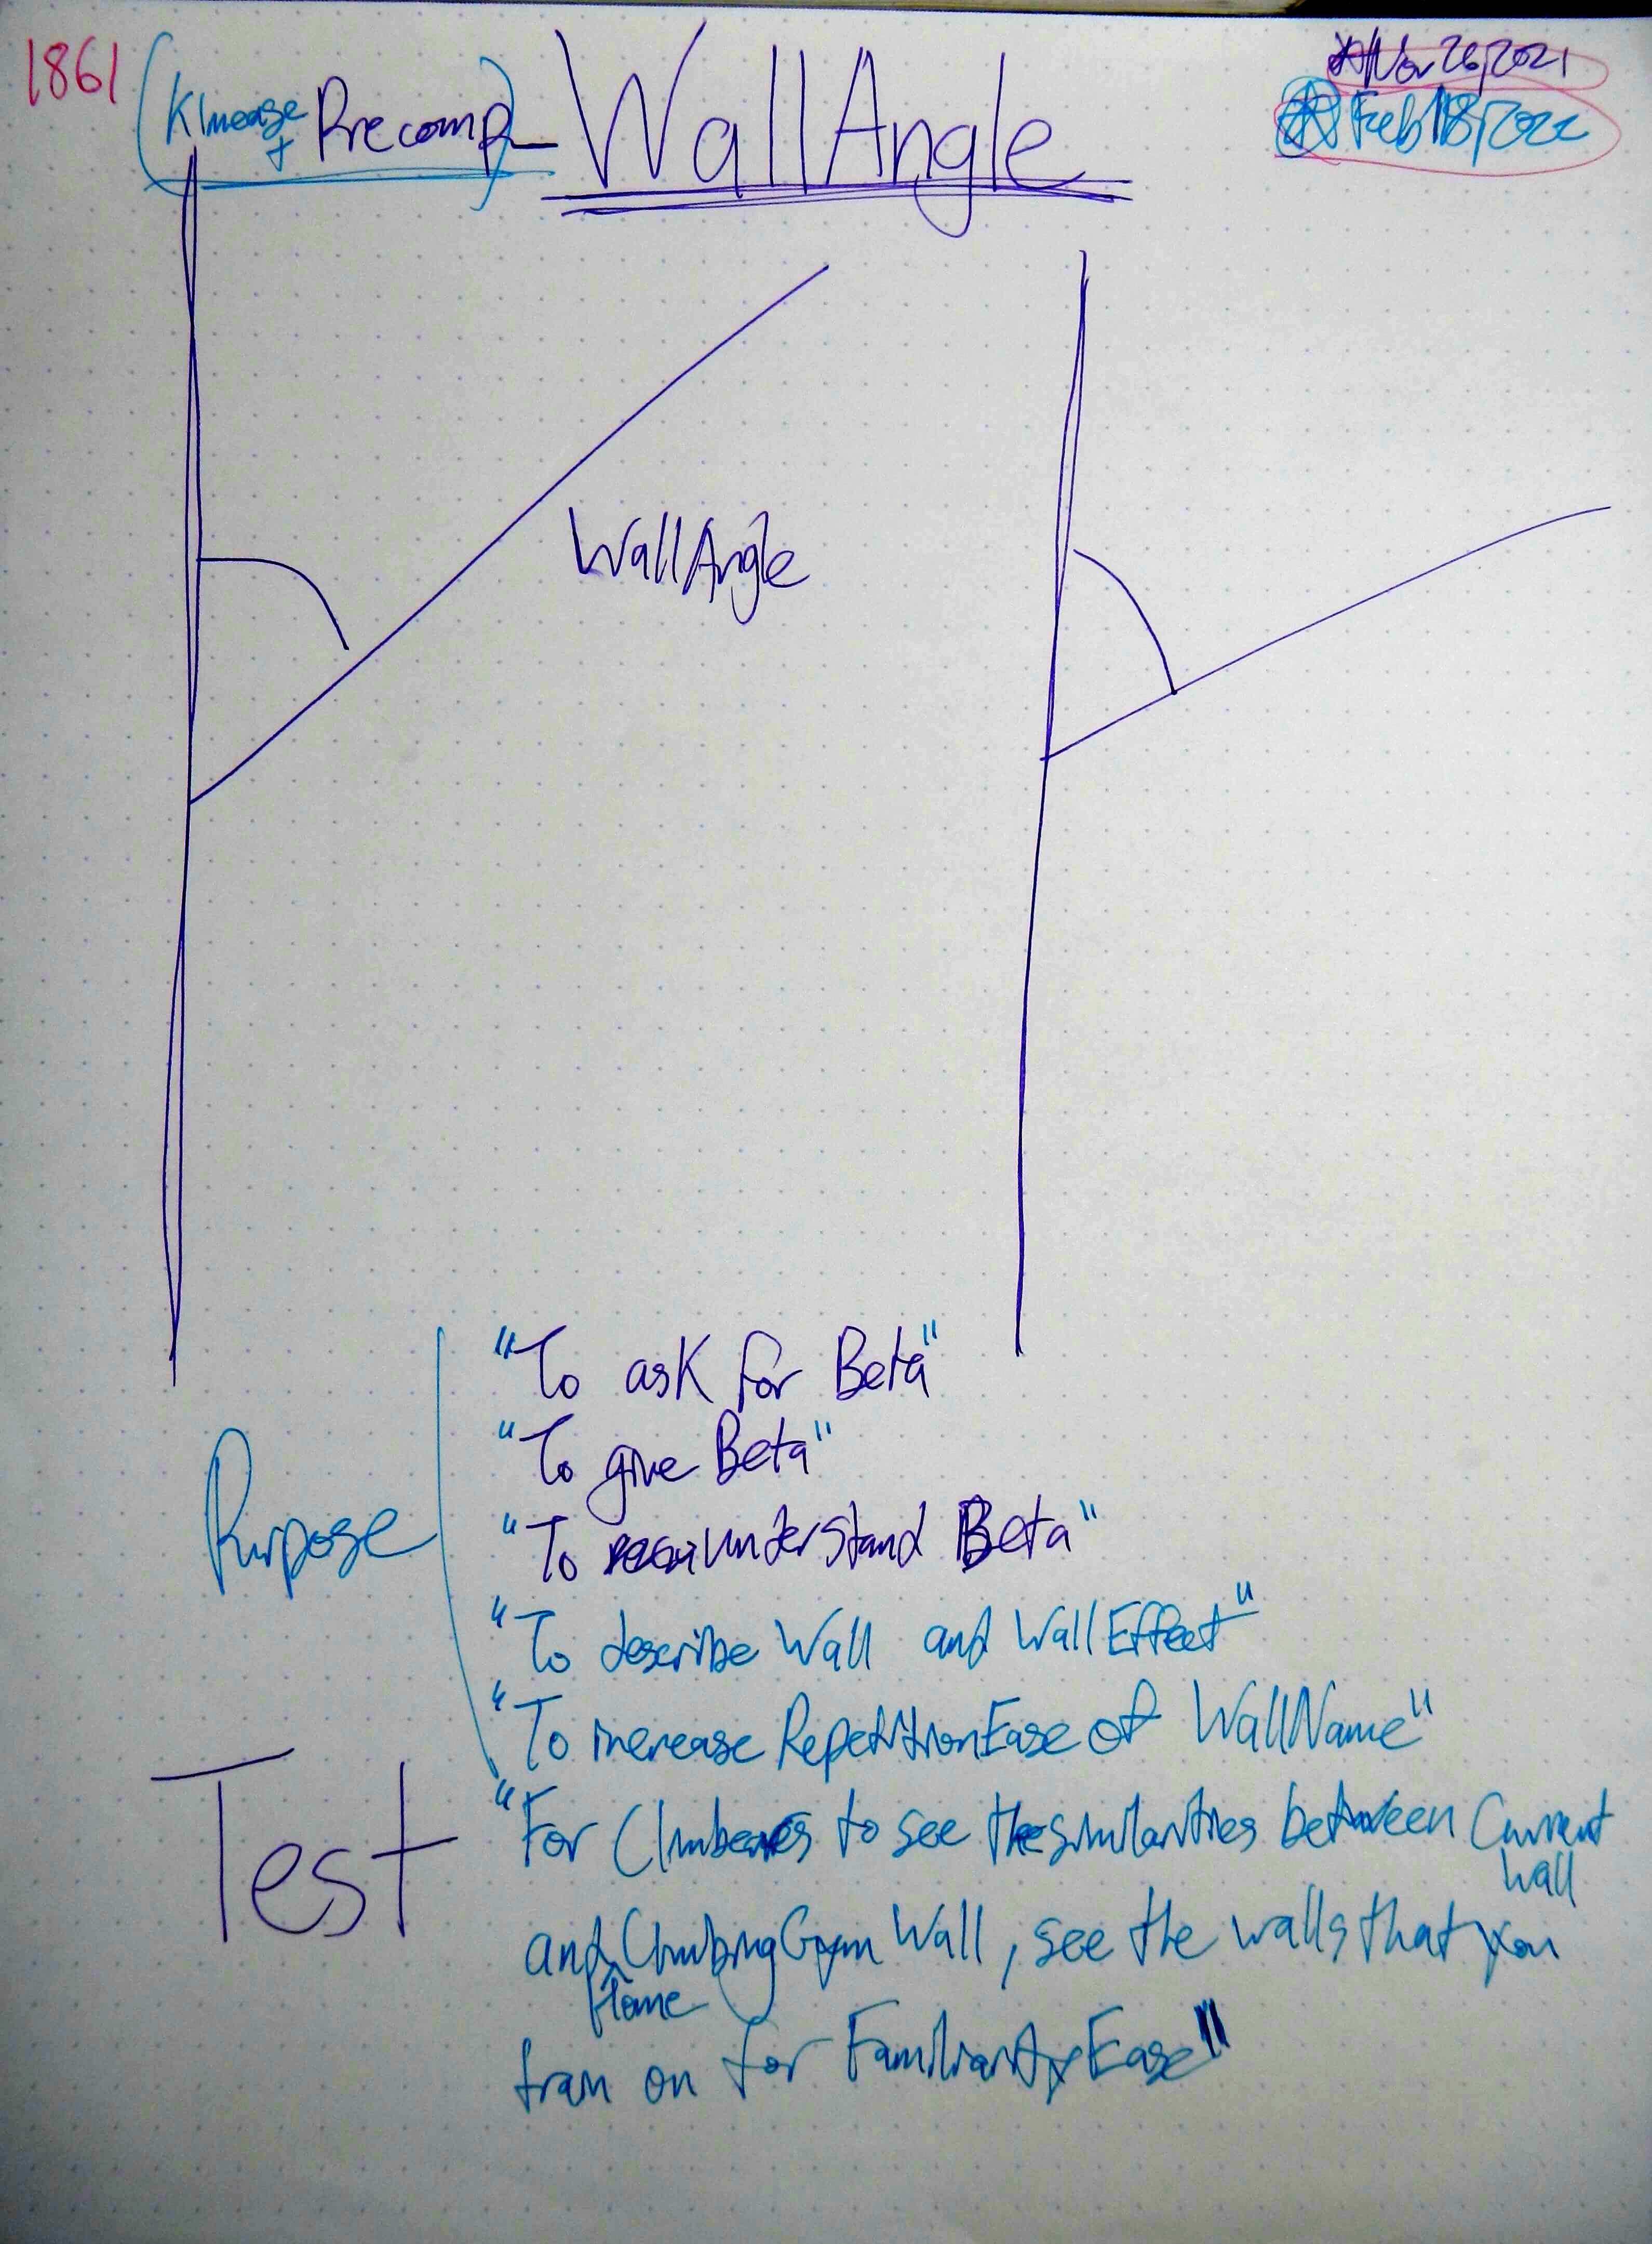 1861 (Klnease + Precomp) - WallAngle
Nov 26, 2021
Feb 18, 2022
WallAngle
"To ask for Beta"
"To give Beta"
Purpose
"To understand Beta"
"To describe Wall and WallEffect"
"To increase RepetitionEase of WallName"
Test
"For Climbers to see the similarities between Current Wall
and Home ClimbingGym Wall, see the walls that you
train on for FamiliarityEase"